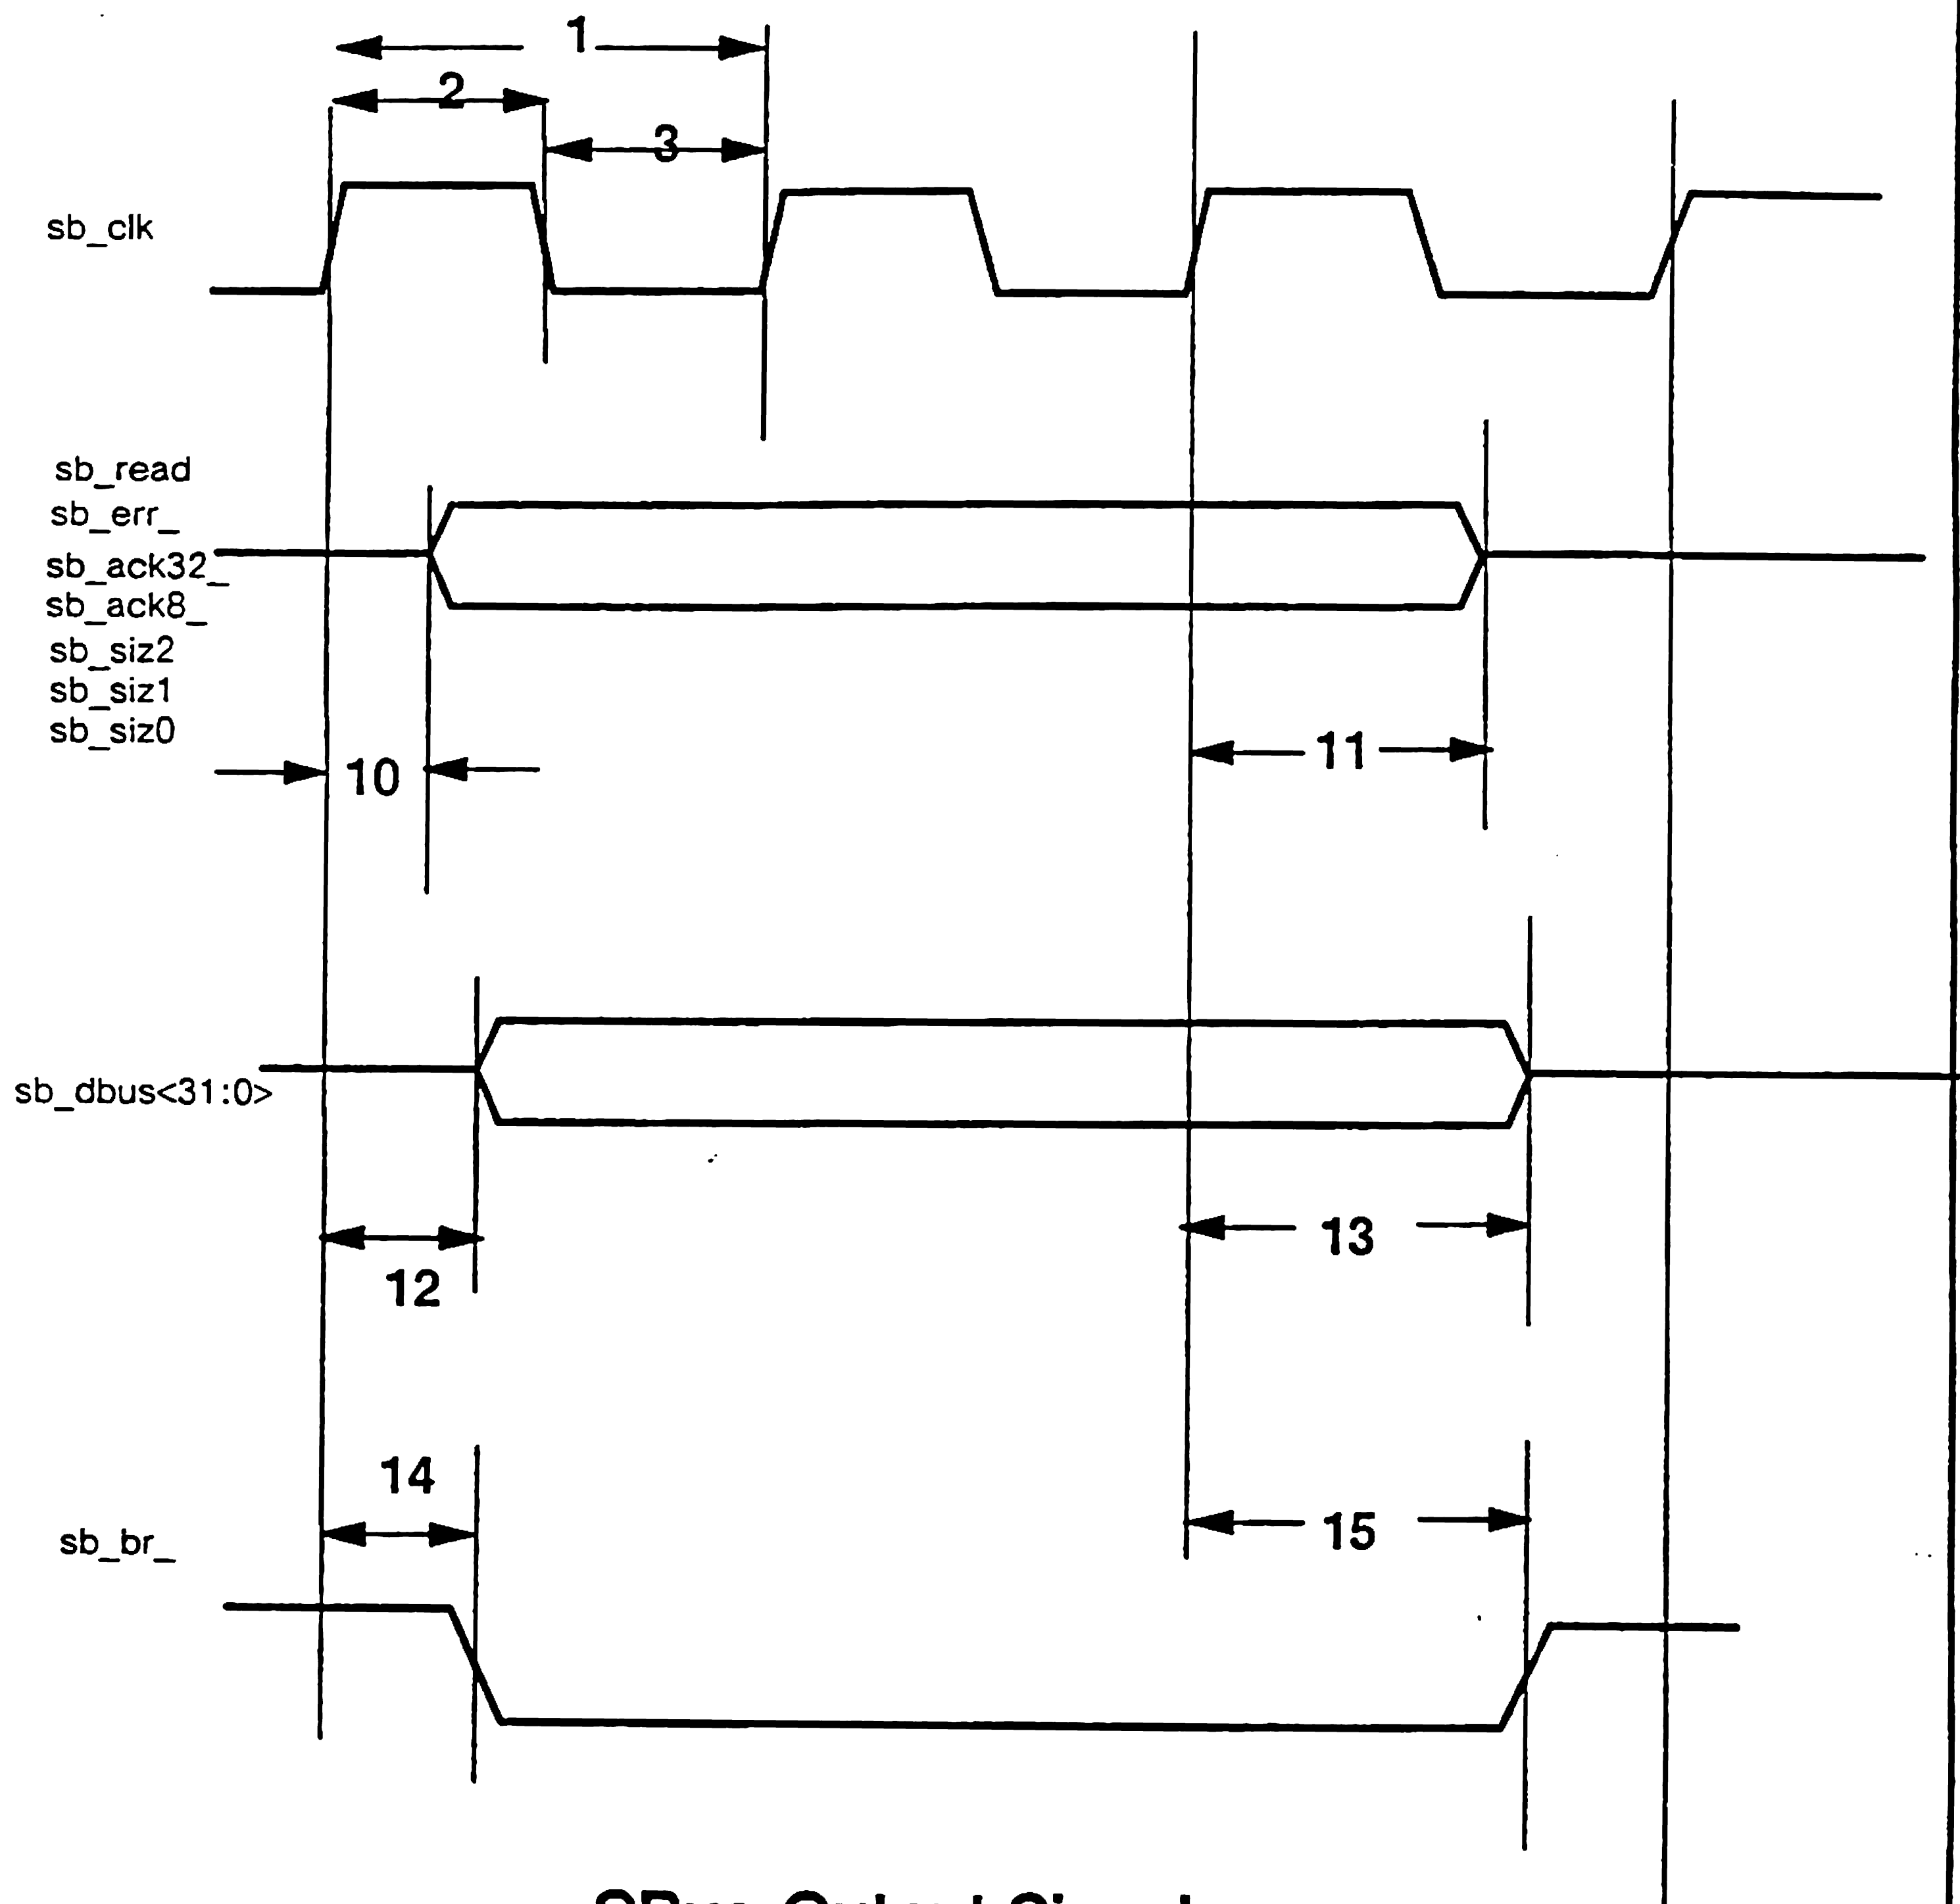 1
2
3
sb_clk
sb_read
sb_err_
sb_ack32_
sb_ack8_
sb_siz2
sb_siz1
sb_siz0
10
11
sb_dbus<31:0>
12
13
14
15
sb_br_